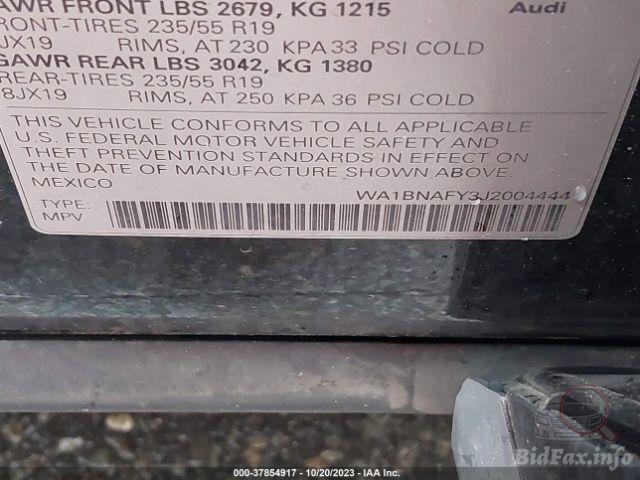 AWR FRONT LBS 2679, KG 1215 Audi
RONT-TIRES 235/55 R19
JX19 RIMS, AT 230 KPA 33 PSI COLD
GAWR REAR LBS 3042, KG 1380
REAR-TIRES 235/55 R19
8JX19 RIMS, AT 250 KPA 36 PSI COLD
THIS VEHICLE CONFORMS TO ALL APPLICABLE
U.S. FEDERAL MOTOR VEHICLE SAFETY AND
THEFT PREVENTION STANDARDS IN EFFECT ON
THE DATE OF MANUFACTURE SHOWN ABOVE.
MEXICO WA1BNAFY3J2004444
TYPE:
MPV
BidFax.info
000-37854917 - 10/20/2023 - IAA Inc.